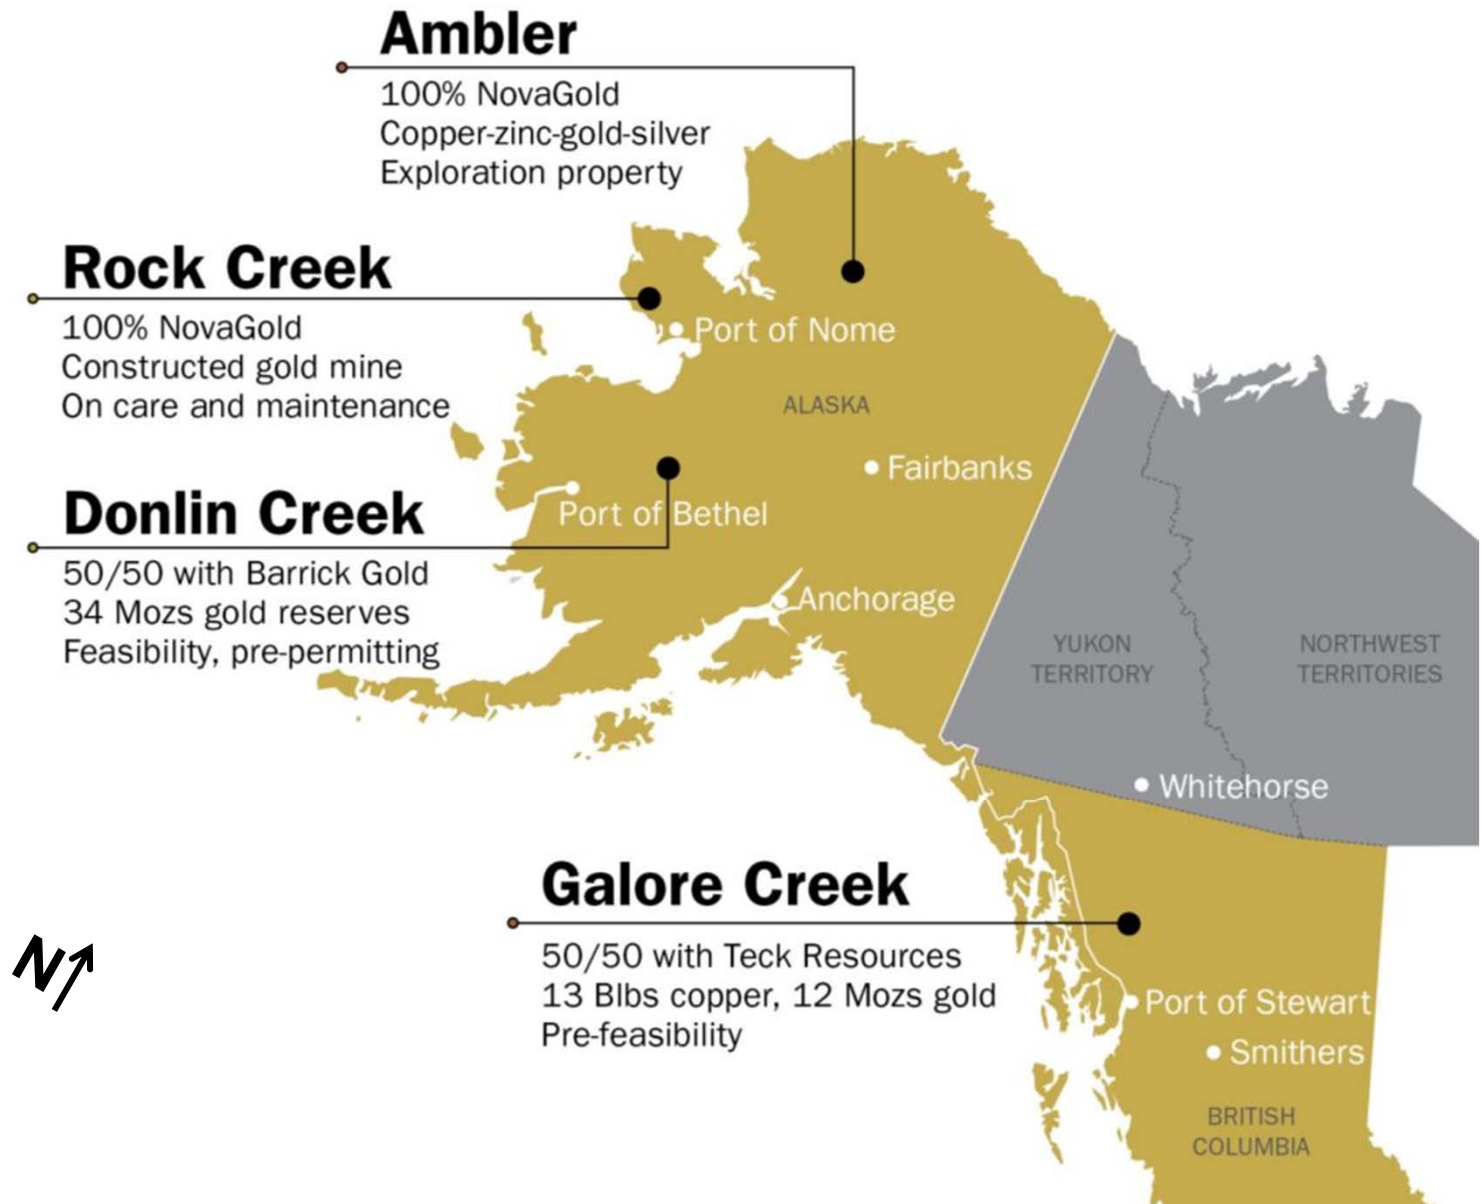 Ambler
100% NovaGold
Copper-zinc-gold-silver
Exploration property
Rock Creek
100% NovaGold
Constructed gold mine
On care and maintenance
Port of Nome
ALASKA
Fairbanks
Donlin Creek
50/50 with Barrick Gold
34 Mozs gold reserves
Feasibility, pre-permitting
Port of Bethel
Anchorage
YUKON
TERRITORY
NORTHWEST
TERRITORIES
Whitehorse
Galore Creek
50/50 with Teck Resources
13 Blbs copper, 12 Mozs gold
Pre-feasibility
N
Port of Stewart
Smithers
BRITISH
COLUMBIA